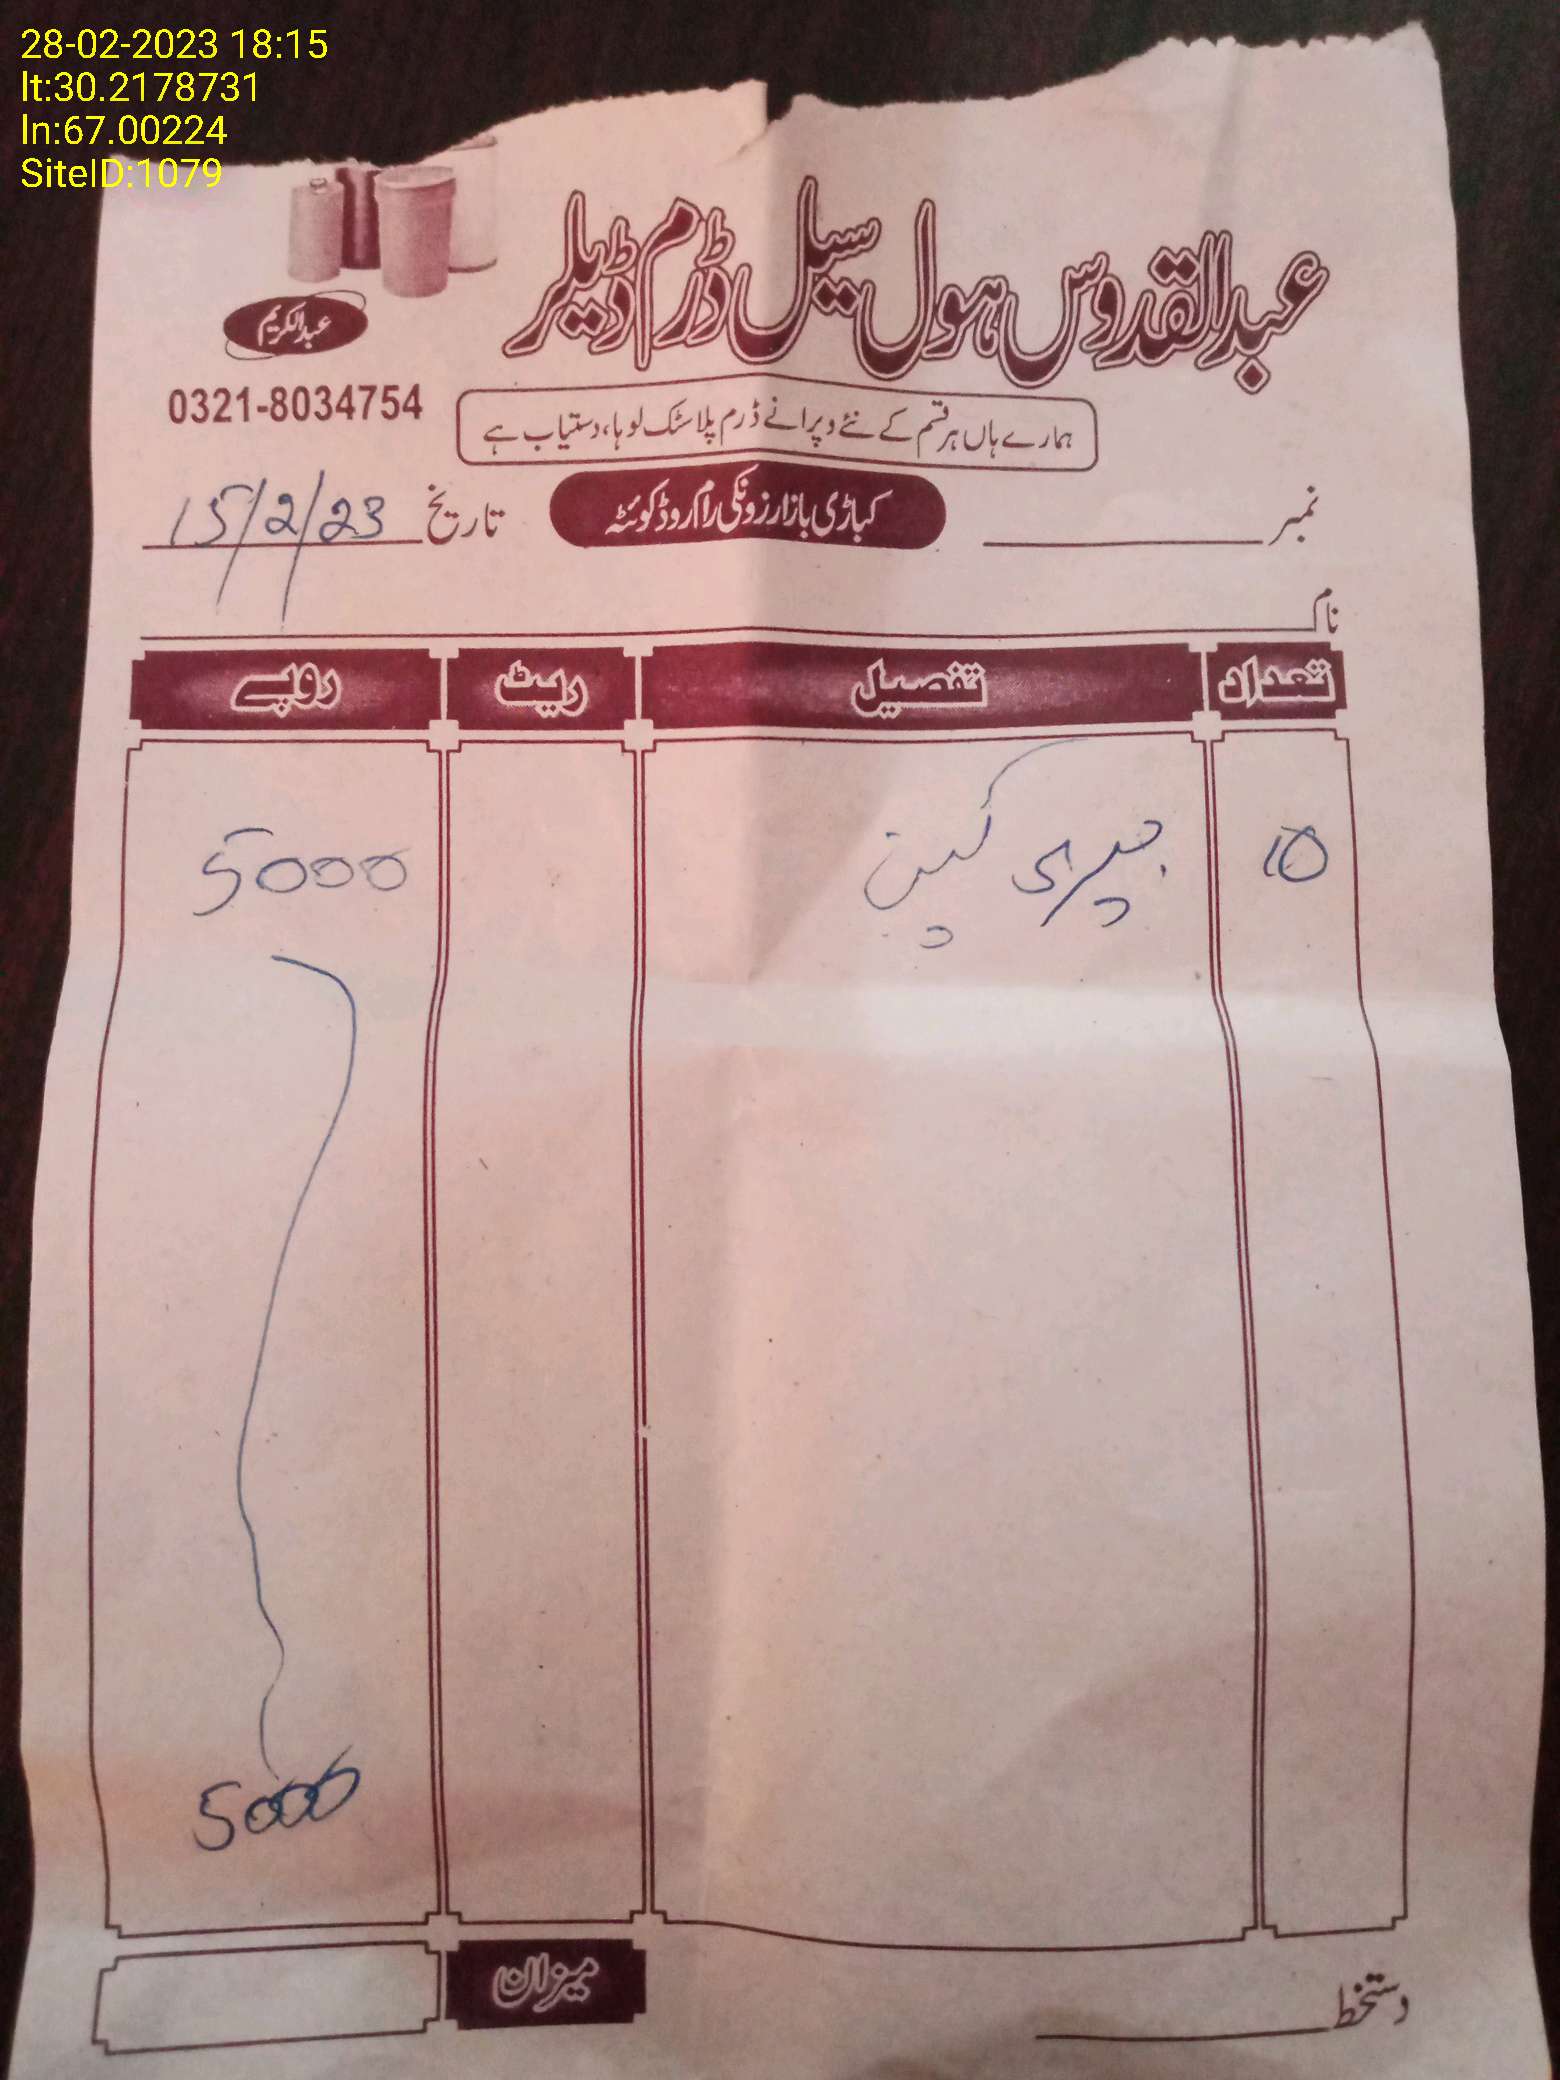 28-02-2023 18:15
lt:30.2178731
ln:67.00224
SiteID:1079
عبدالقدوس ہول سیل ڈرم ڈیلر
عبدالکریم
0321-8034754
ہمارے ہاں ہر قسم کے نئے و پرانے ڈرم پلاسٹک لوہا، دستیاب ہے
کباڑی بازار زونکی رام روڈ کوئٹہ
نمبر
تاریخ 15/2/23
نام
تعداد تفصیل ریٹ روپے
10 جیری کین 5000
5000
میزان
دستخط